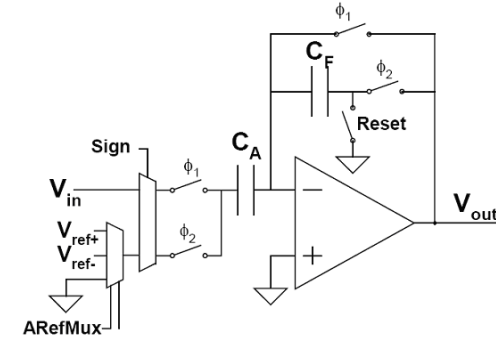 ϕ1
CF
ϕ2
Reset
Sign
CA
ϕ1
Vin
Vref+
Vref-
ϕ2
Vout
ARefMux